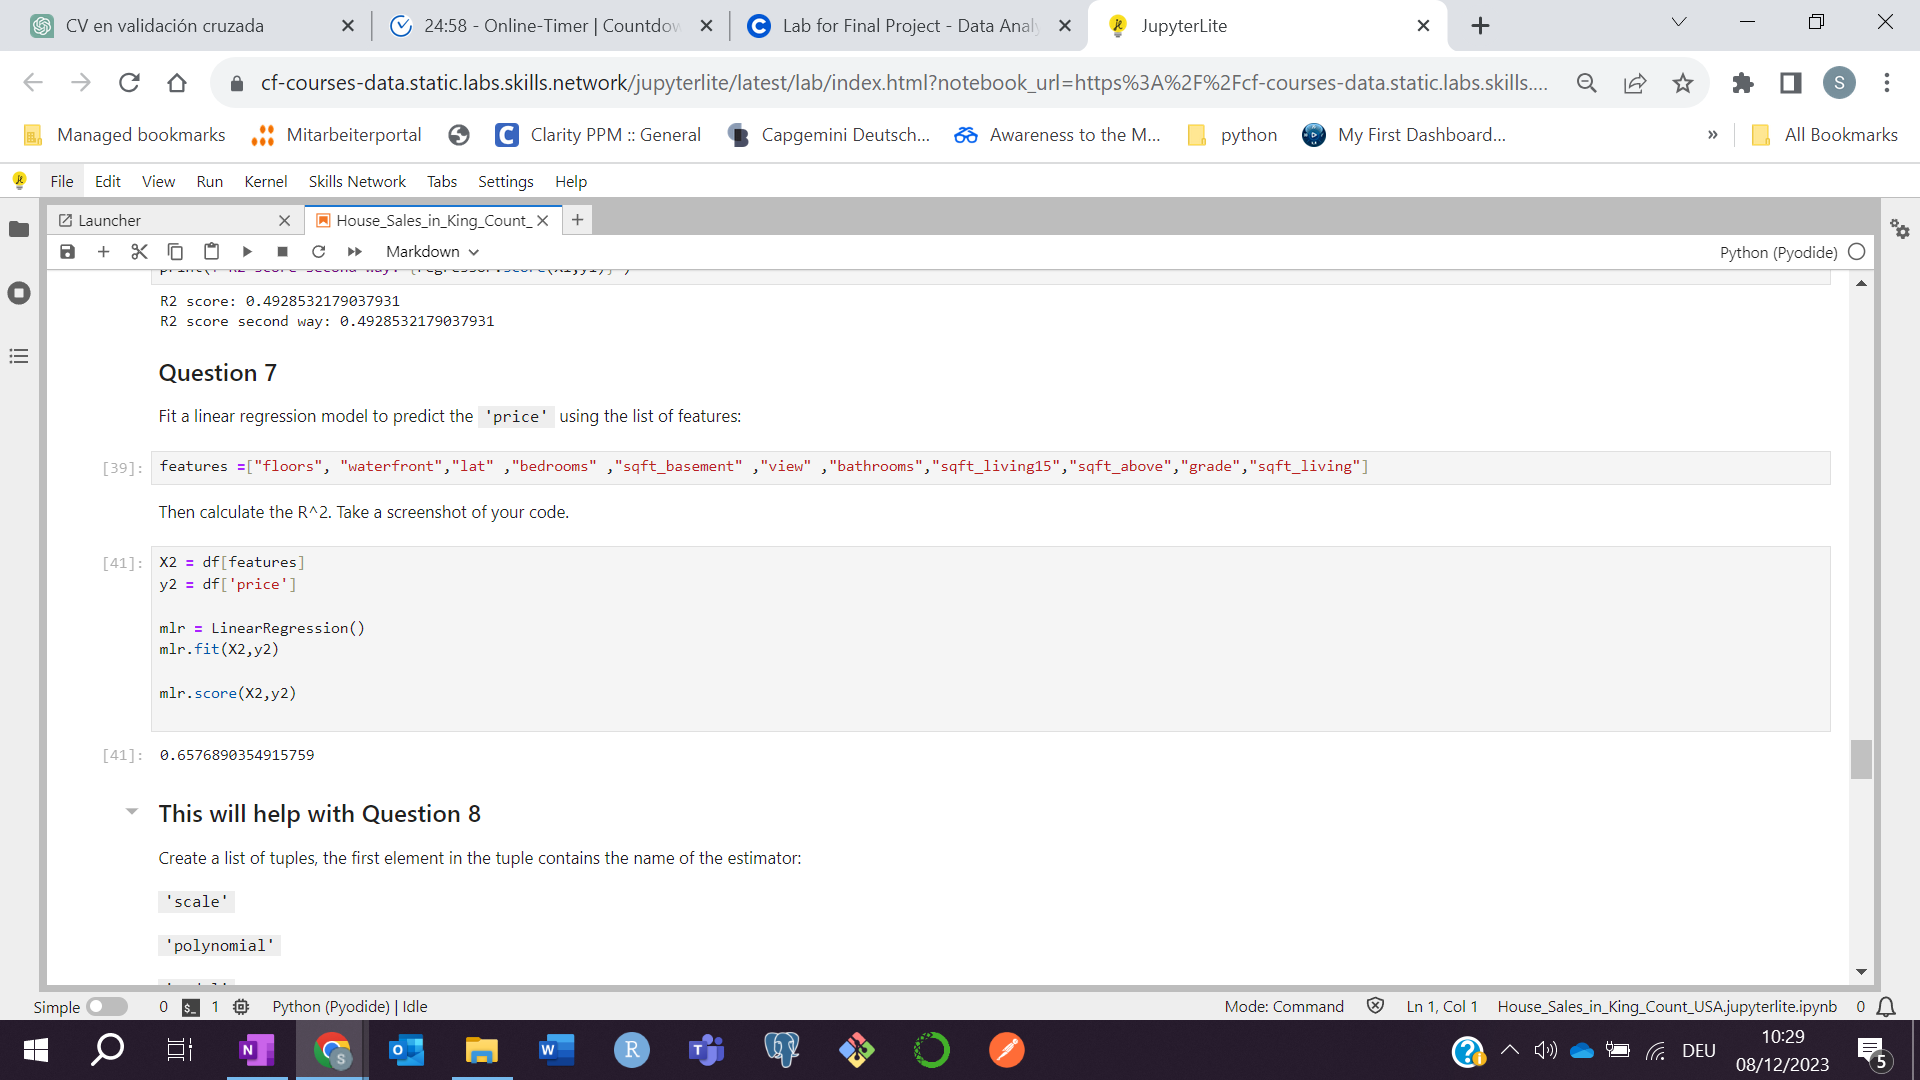 CV en validación cruzada
24:58 - Online-Timer | Countdow
Lab for Final Project - Data Analy
JupyterLite
cf-courses-data.static.labs.skills.network/jupyterlite/latest/lab/index.html?notebook_url=https%3A%2F%2Fcf-courses-data.static.labs.skills....
S
Managed bookmarks
Mitarbeiterportal
Clarity PPM :: General
Capgemini Deutsch...
Awareness to the M...
python
My First Dashboard...
»
All Bookmarks
File Edit View Run Kernel Skills Network Tabs Settings Help
Launcher
House_Sales_in_King_Count_
Markdown
Python (Pyodide)
R2 score: 0.4928532179037931
R2 score second way: 0.4928532179037931
Question 7
Fit a linear regression model to predict the 'price' using the list of features:
[39]: features =["floors", "waterfront","lat" ,"bedrooms" ,"sqft_basement" ,"view" ,"bathrooms","sqft_living15","sqft_above","grade","sqft_living"]
Then calculate the R^2. Take a screenshot of your code.
[41]: X2 = df[features]
y2 = df['price']
mlr = LinearRegression()
mlr.fit(X2,y2)
mlr.score(X2,y2)
[41]: 0.6576890354915759
This will help with Question 8
Create a list of tuples, the first element in the tuple contains the name of the estimator:
'scale'
'polynomial'
Simple 0 1 Python (Pyodide) | Idle
Mode: Command Ln 1, Col 1 House_Sales_in_King_Count_USA.jupyterlite.ipynb 0
DEU
10:29
08/12/2023
5